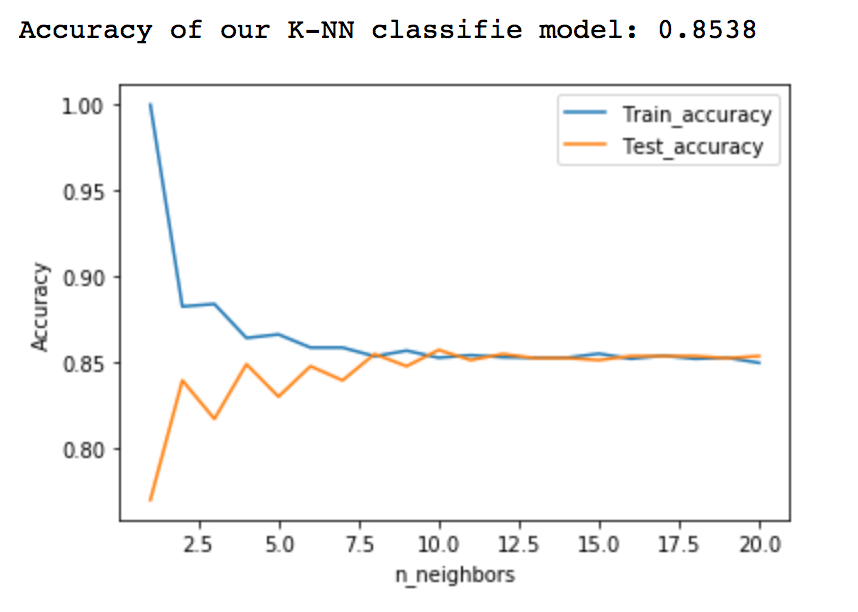 Accuracy of our K-NN classifie model: 0.8538
Train_accuracy
Test_accuracy
1.00
0.95
0.90
0.85
0.80
Accuracy
2.5 5.0 7.5 10.0 12.5 15.0 17.5 20.0
n_neighbors